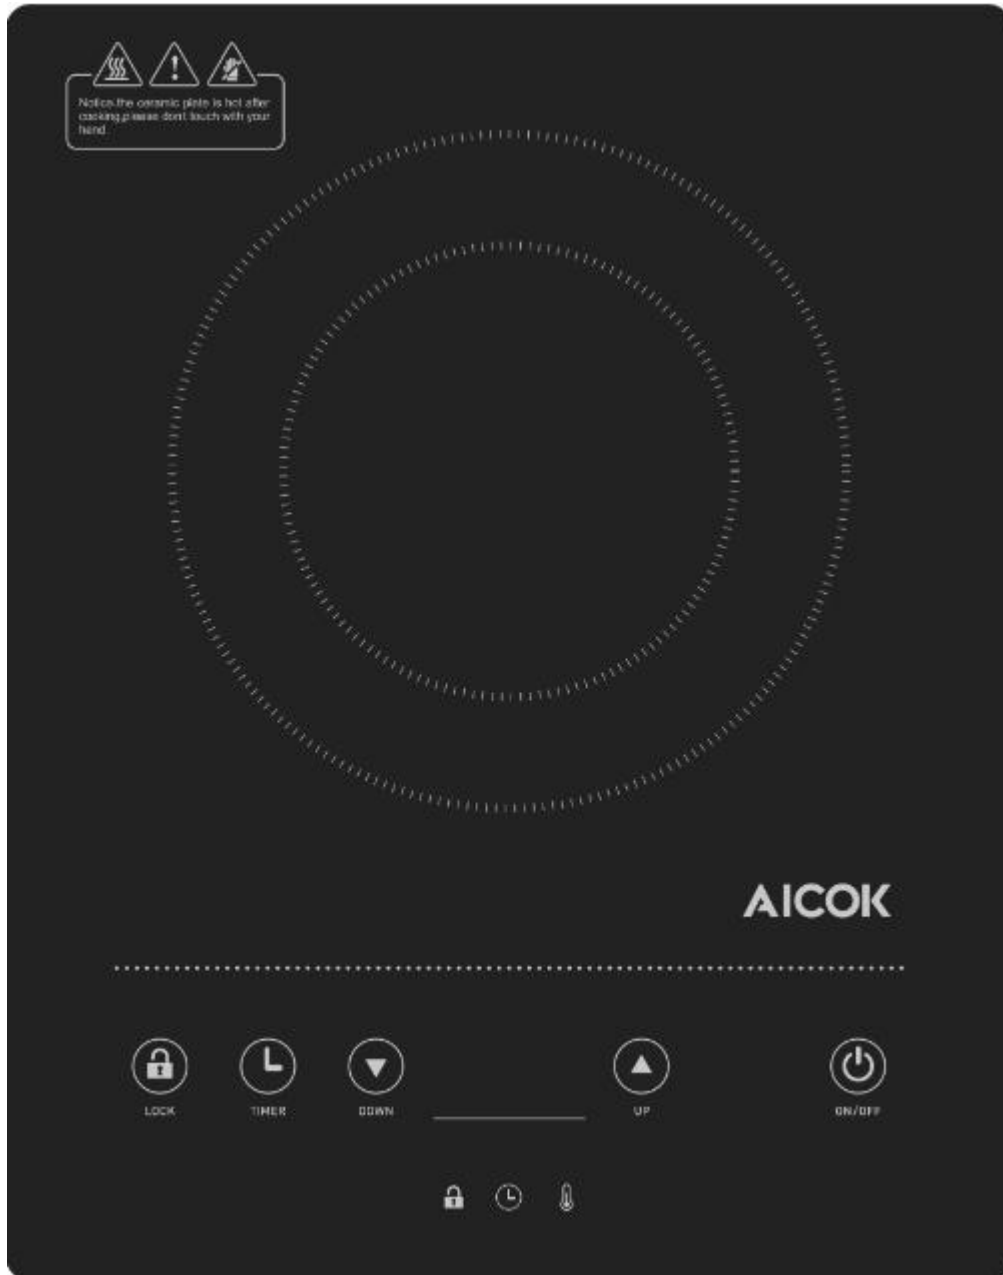 Notice:the ceramic plate is hot after
cooking,please dont touch with your
hand.
AICOK
LOCK
TIMER
DOWN
UP
ON/OFF